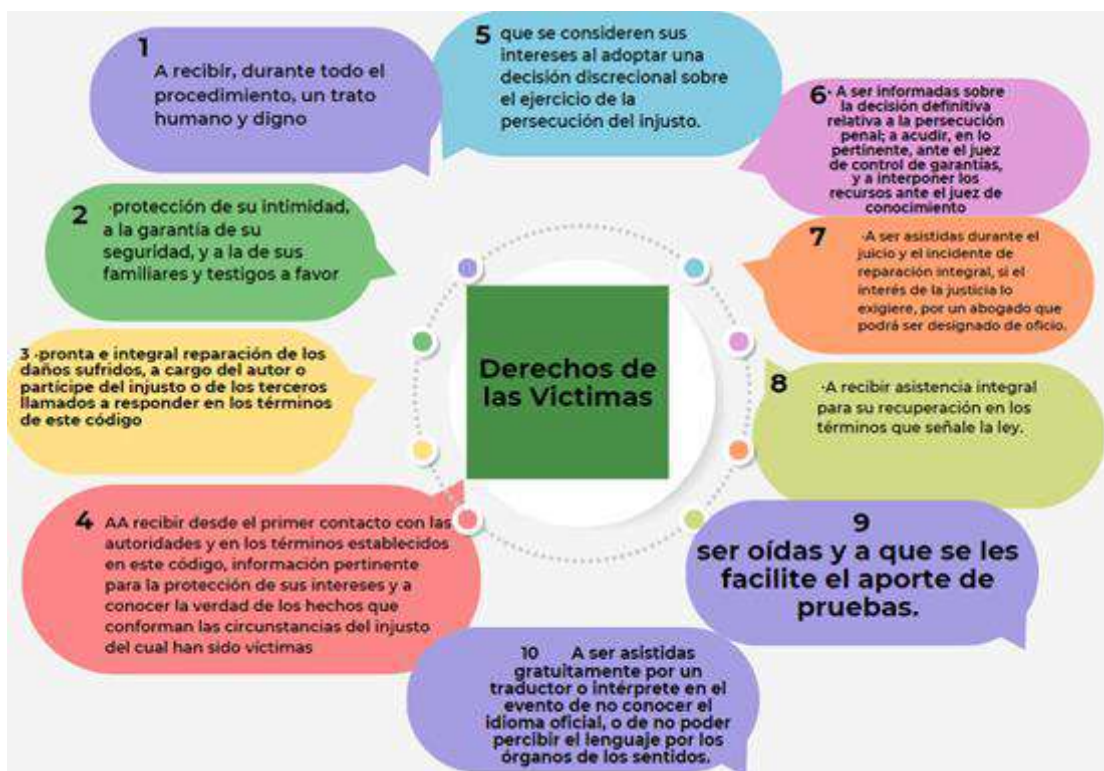 1
A recibir, durante todo el
procedimiento, un trato
humano y digno
2 -protección de su intimidad,
a la garantía de su
seguridad, y a la de sus
familiares y testigos a favor
3 -pronta e integral reparación de los
daños sufridos, a cargo del autor o
partícipe del injusto o de los terceros
llamados a responder en los términos
de este código
4 AA recibir desde el primer contacto con las
autoridades y en los términos establecidos
en este código, información pertinente
para la protección de sus intereses y a
conocer la verdad de los hechos que
conforman las circunstancias del injusto
del cual han sido víctimas
5 que se consideren sus
intereses al adoptar una
decisión discrecional sobre
el ejercicio de la
persecución del injusto.
6- A ser informadas sobre
la decisión definitiva
relativa a la persecución
penal; a acudir, en lo
pertinente, ante el juez
de control de garantías,
y a interponer los
recursos ante el juez de
conocimiento
7 -A ser asistidas durante el
juicio y el incidente de
reparación integral, si el
interés de la justicia lo
exigiere, por un abogado que
podrá ser designado de oficio.
8 -A recibir asistencia integral
para su recuperación en los
términos que señale la ley.
9
ser oídas y a que se les
facilite el aporte de
pruebas.
10 A ser asistidas
gratuitamente por un
traductor o intérprete en el
evento de no conocer el
idioma oficial, o de no poder
percibir el lenguaje por los
órganos de los sentidos.
Derechos de
las Victimas